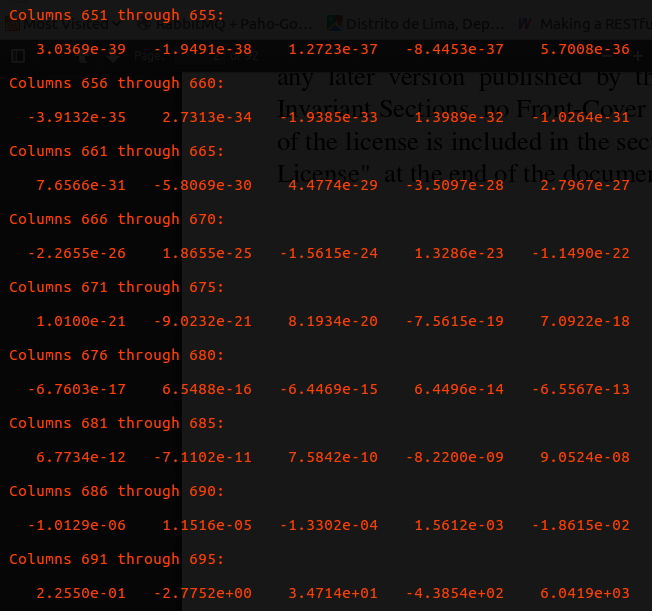 Columns 651 through 655:
Most Visited RabbitMQ + Paho-Go... Distrito de Lima, Dep... Making a RESTfu
3.0369e-39 -1.9491e-38 1.2723e-37 -8.4453e-37 5.7008e-36
Columns 656 through 660:
any later version published by
-3.9132e-35 2.7313e-34 -1.9385e-33 1.3989e-32 -1.0264e-31
Invariant Sections, no Front-Cover
Columns 661 through 665:
of the license is included in the sec
7.6566e-31 -5.8069e-30 4.4774e-29 -3.5097e-28 2.7967e-27
License" at the end of the documen
Columns 666 through 670:
-2.2655e-26 1.8655e-25 -1.5615e-24 1.3286e-23 -1.1490e-22
Columns 671 through 675:
1.0100e-21 -9.0232e-21 8.1934e-20 -7.5615e-19 7.0922e-18
Columns 676 through 680:
-6.7603e-17 6.5488e-16 -6.4469e-15 6.4496e-14 -6.5567e-13
Columns 681 through 685:
6.7734e-12 -7.1102e-11 7.5842e-10 -8.2200e-09 9.0524e-08
Columns 686 through 690:
-1.0129e-06 1.1516e-05 -1.3302e-04 1.5612e-03 -1.8615e-02
Columns 691 through 695:
2.2550e-01 -2.7752e+00 3.4714e+01 -4.3854e+02 6.0419e+03